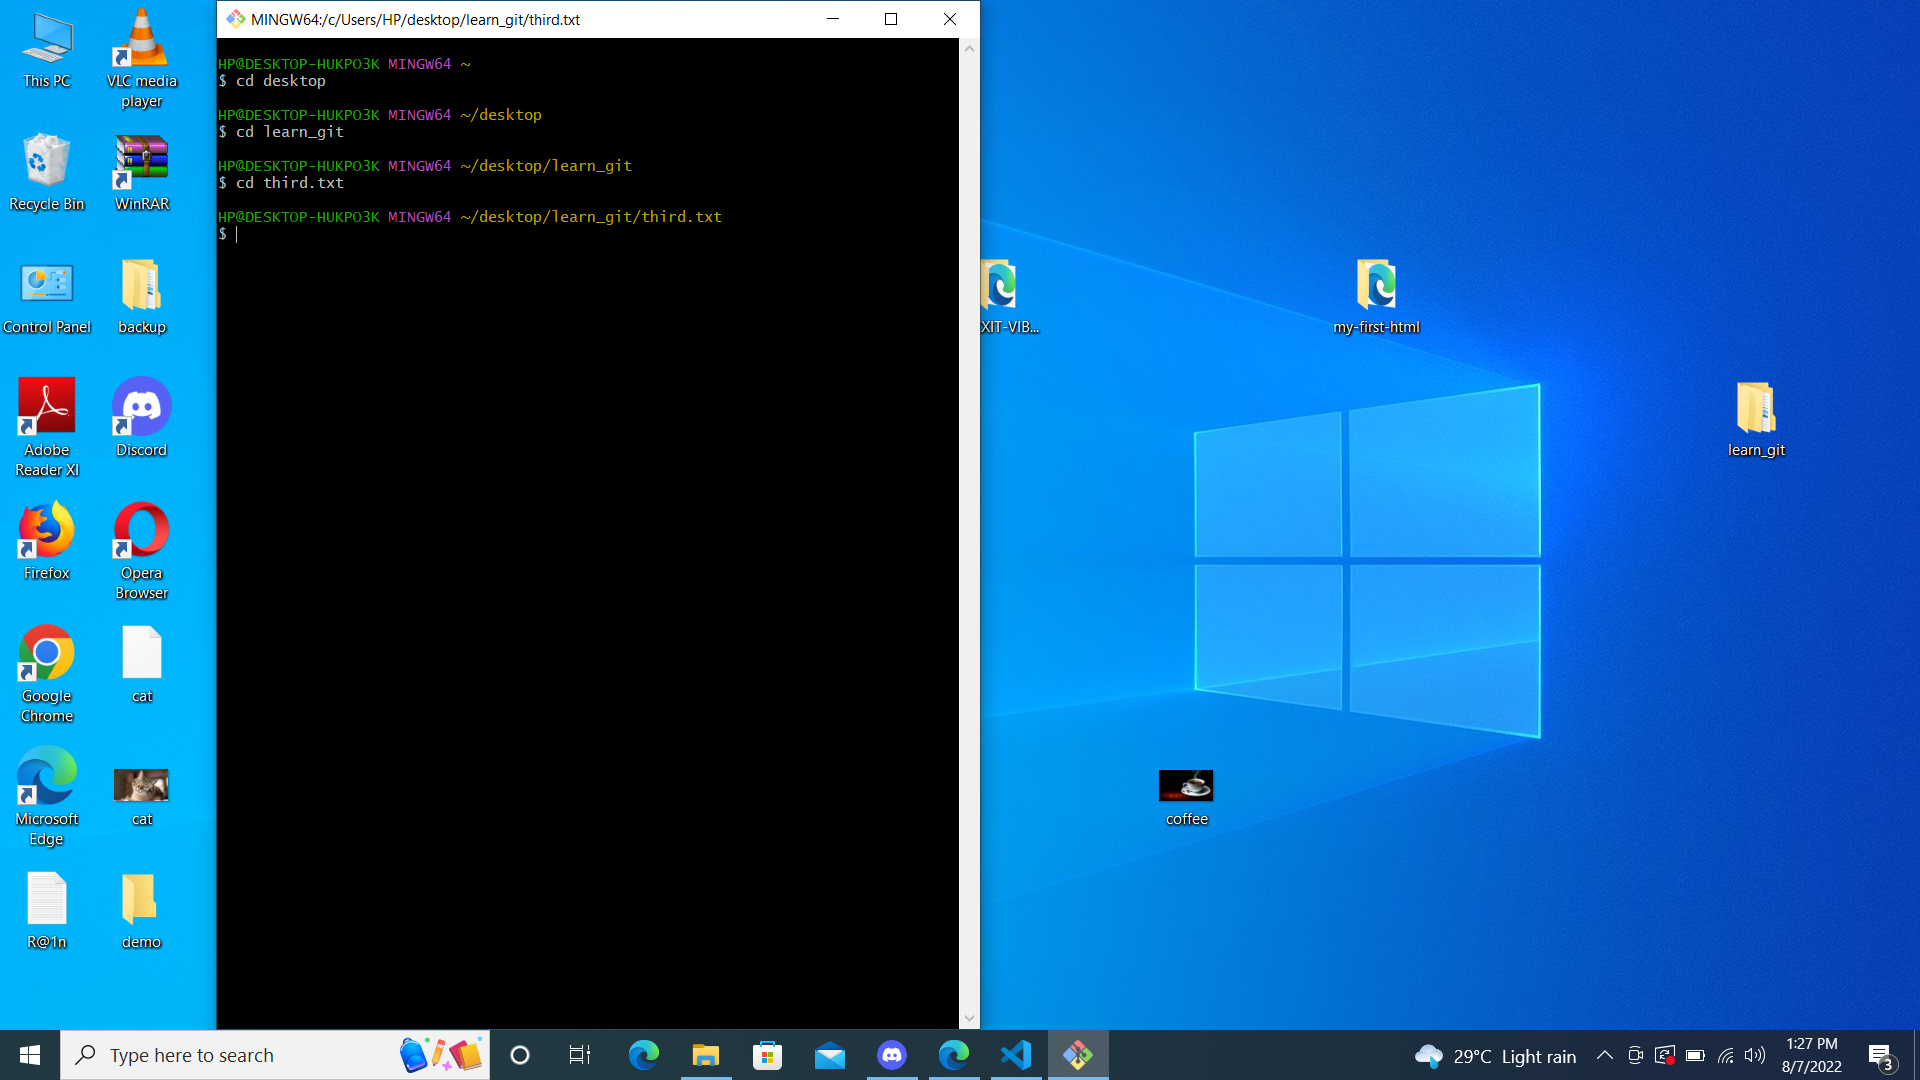 MINGW64:/c/Users/HP/desktop/learn_git/third.txt
HP@DESKTOP-HUKPO3K MINGW64 ~
$ cd desktop
HP@DESKTOP-HUKPO3K MINGW64 ~/desktop
$ cd learn_git
HP@DESKTOP-HUKPO3K MINGW64 ~/desktop/learn_git
$ cd third.txt
HP@DESKTOP-HUKPO3K MINGW64 ~/desktop/learn_git/third.txt
$
This PC
VLC media
player
Recycle Bin
WinRAR
Control Panel
backup
Adobe
Reader XI
Discord
Firefox
Opera
Browser
Google
Chrome
cat
Microsoft
Edge
cat
R@1n
demo
XIT-VIB...
my-first-html
learn_git
coffee
Type here to search
29°C Light rain
1:27 PM
8/7/2022
3